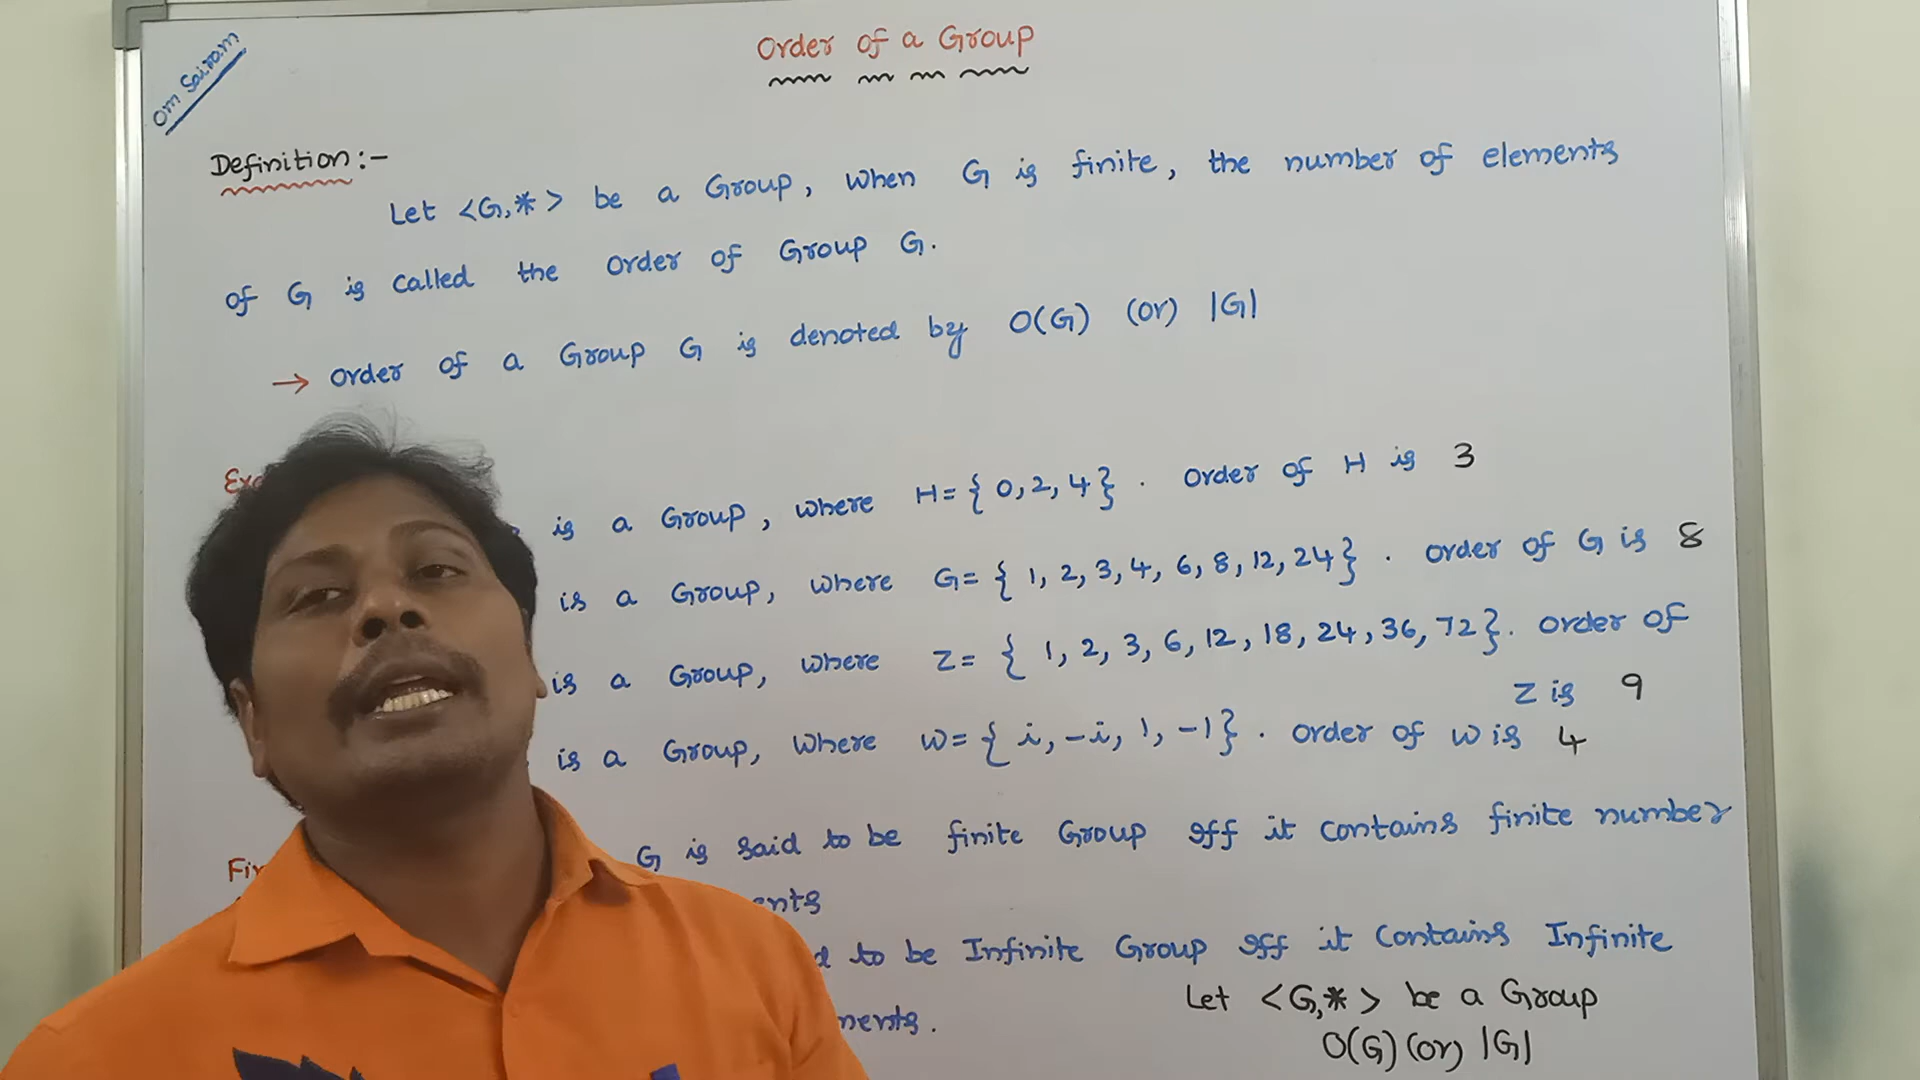 Om Sairam
Order of a Group
Definition:-
Let <G,*> be a Group, when G is finite, the number of elements
of G is called the order of Group G.
→ order of a Group G is denoted by O(G) (or) |G|
is a Group, where H={0,2,4}. order of H is 3
is a Group, where G={1, 2, 3, 4, 6, 8, 12, 24}. order of G is 8
is a Group, where Z={1, 2, 3, 6, 12, 18, 24, 36, 72}. order of
Z is 9
is a Group, where W={i, -i, 1, -1}. order of W is 4
G is said to be finite Group iff it contains finite number
to be Infinite Group iff it contains Infinite
Let <G,*> be a Group
O(G) (or) |G|